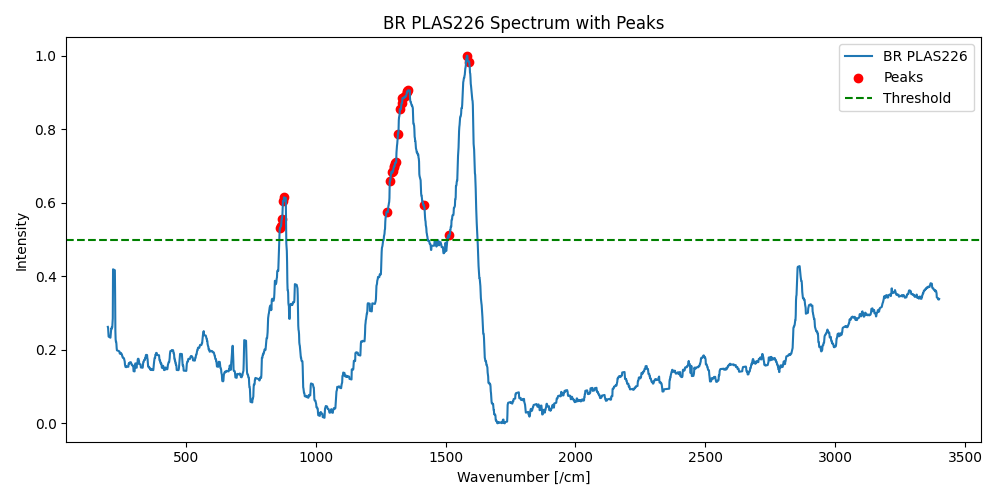 BR PLAS226 Spectrum with Peaks
BR PLAS226
Peaks
Threshold
Intensity
1.0
0.8
0.6
0.4
0.2
0.0
500 1000 1500 2000 2500 3000 3500
Wavenumber [/cm]